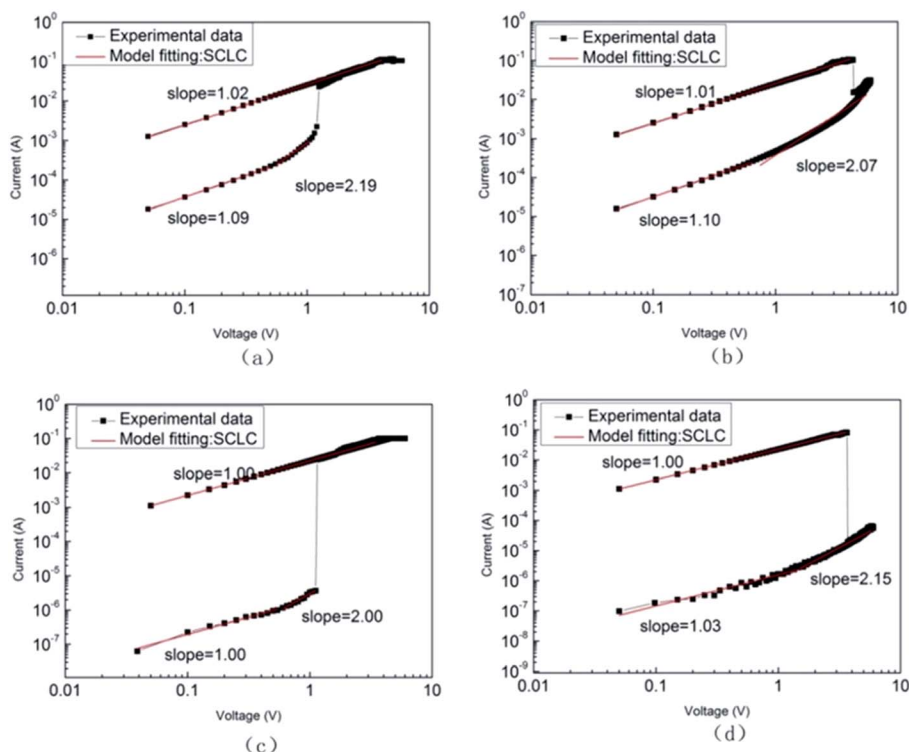 10⁰
10⁻¹
10⁻²
10⁻³
10⁻⁴
10⁻⁵
10⁻⁶
Current (A)
Experimental data
Model fitting:SCLC
slope=1.02
slope=2.19
slope=1.09
0.01 0.1 1 10
Voltage (V)
(a)
10⁰
10⁻¹
10⁻²
10⁻³
10⁻⁴
10⁻⁵
10⁻⁶
10⁻⁷
Current (A)
Experimental data
Model fitting:SCLC
slope=1.01
slope=2.07
slope=1.10
0.01 0.1 1 10
Voltage (V)
(b)
10⁰
10⁻¹
10⁻²
10⁻³
10⁻⁴
10⁻⁵
10⁻⁶
10⁻⁷
Current (A)
Experimental data
Model fitting:SCLC
slope=1.00
slope=2.00
slope=1.00
0.01 0.1 1 10
Voltage (V)
(c)
10⁰
10⁻¹
10⁻²
10⁻³
10⁻⁴
10⁻⁵
10⁻⁶
10⁻⁷
10⁻⁸
10⁻⁹
Current (A)
Experimental data
Model fitting:SCLC
slope=1.00
slope=2.15
slope=1.03
0.01 0.1 1 10
Voltage (V)
(d)